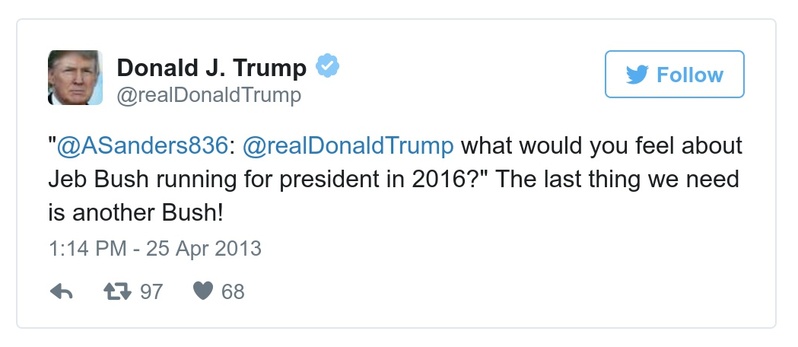 Donald J. Trump
@realDonaldTrump
Follow
"@ASanders836: @realDonaldTrump what would you feel about
Jeb Bush running for president in 2016?" The last thing we need
is another Bush!
1:14 PM - 25 Apr 2013
97 68